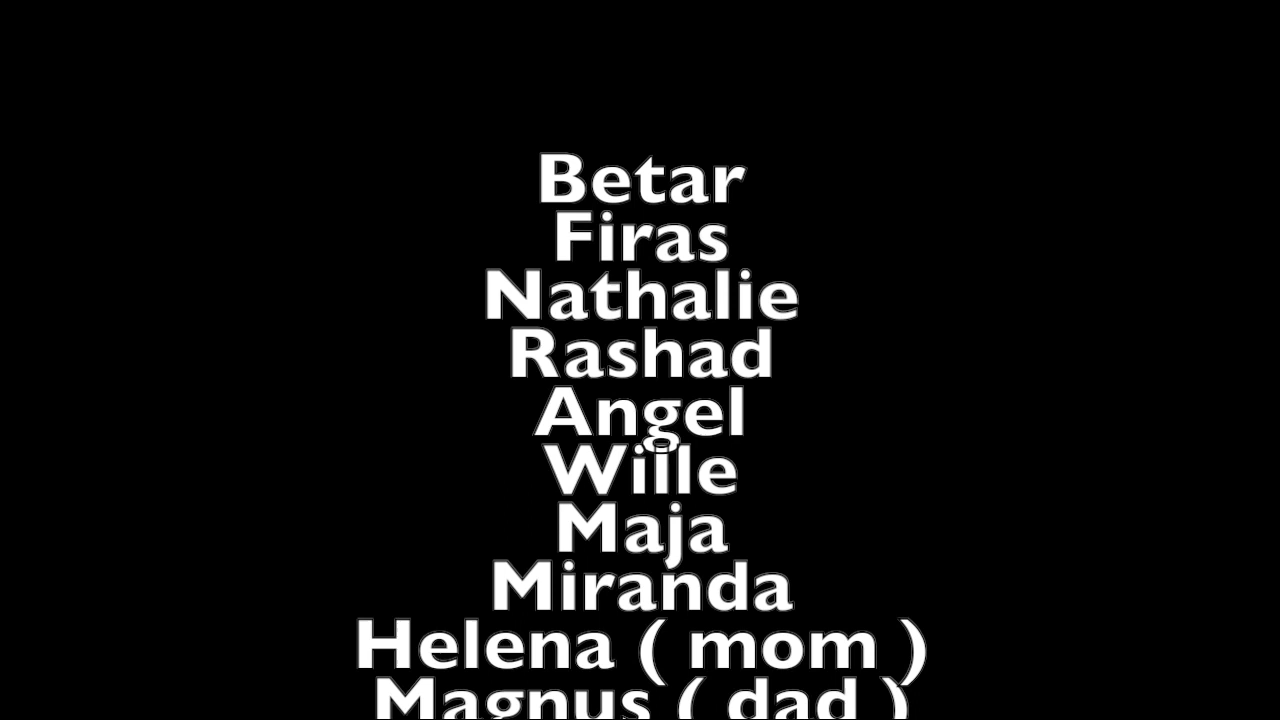 Betar
Firas
Nathalie
Rashad
Angel
Wille
Maja
Miranda
Helena ( mom )
Magnus ( dad )